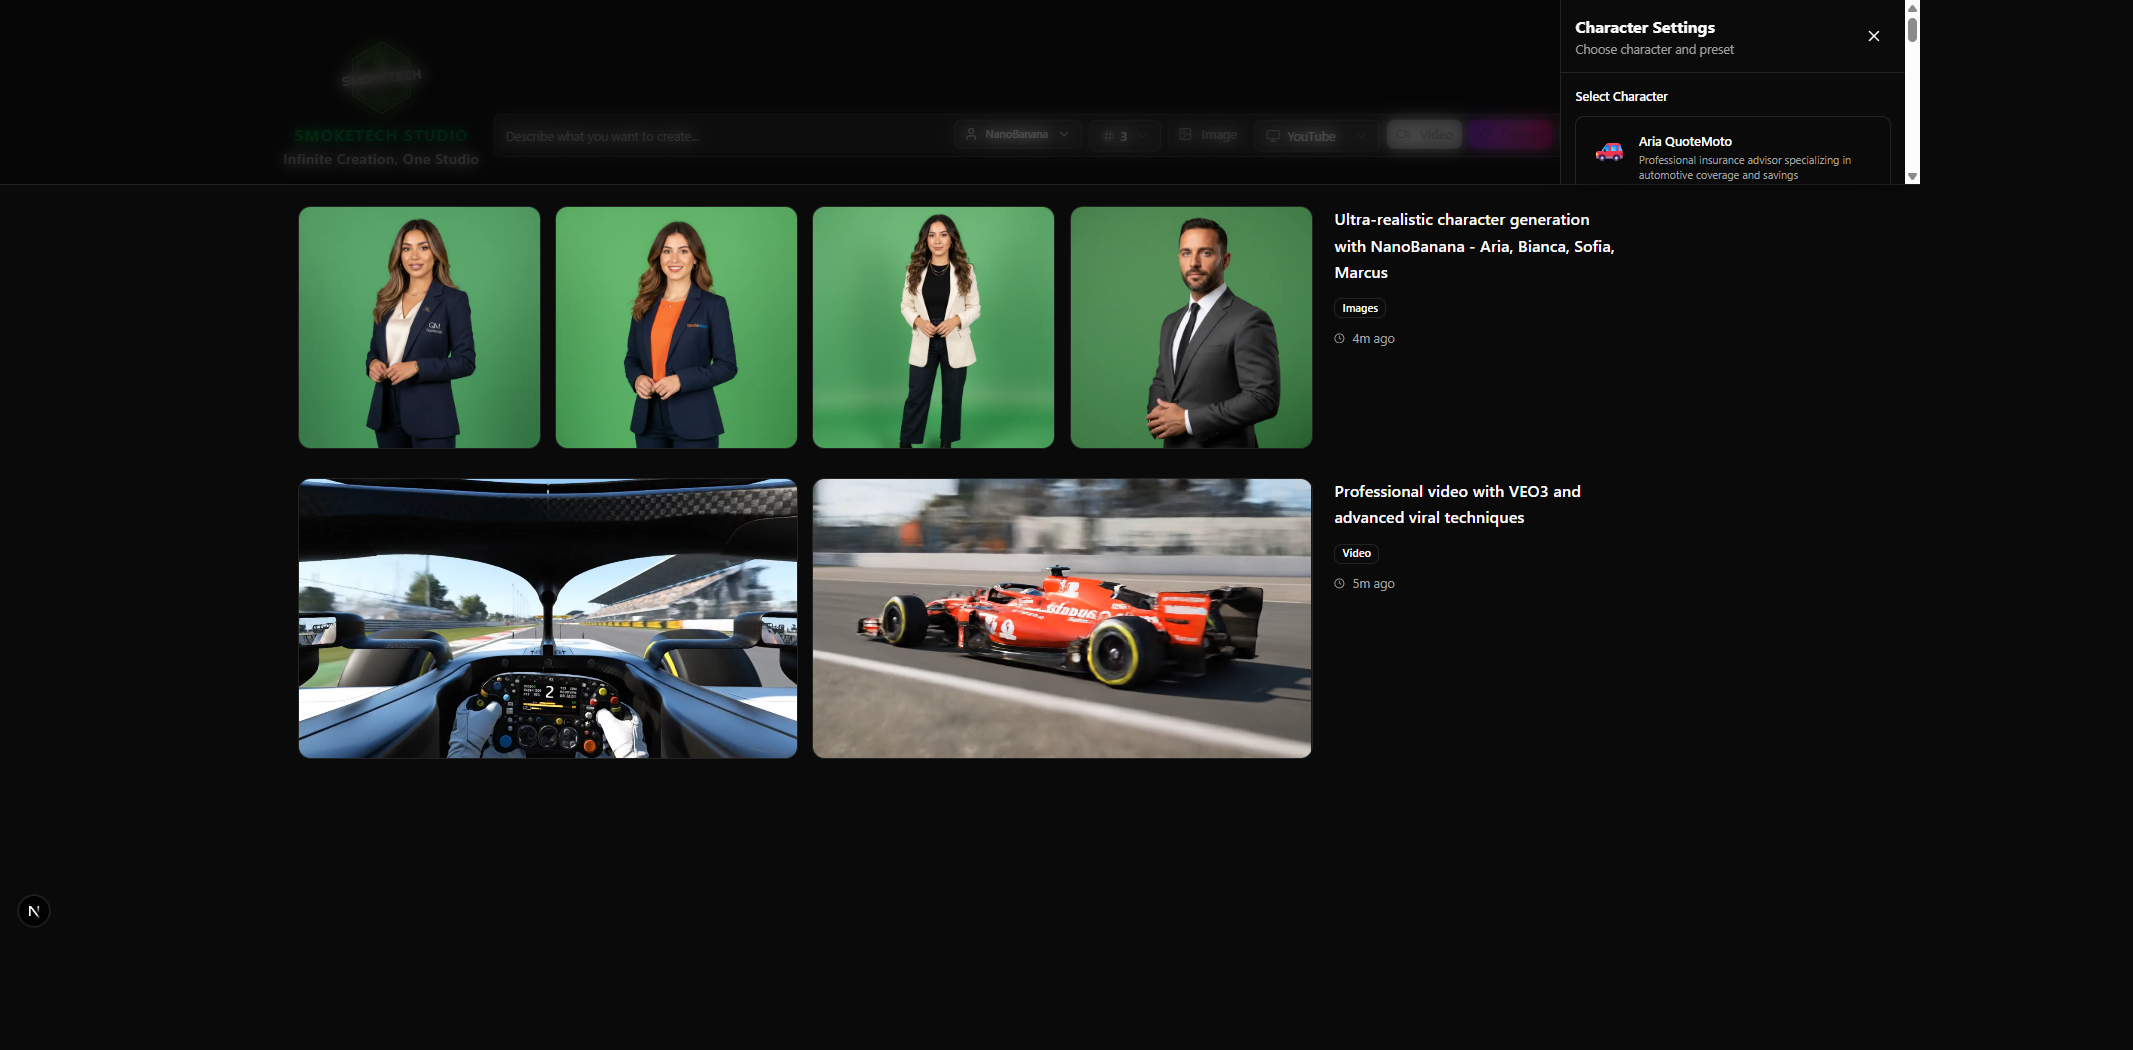 Character Settings
Choose character and preset
Select Character
Aria QuoteMoto
Professional insurance advisor specializing in
automotive coverage and savings
SMOKETECH
SMOKETECH STUDIO
Infinite Creation, One Studio
Describe what you want to create...
NanoBanana
3
Image
YouTube
Video
Ultra-realistic character generation
with NanoBanana - Aria, Bianca, Sofia,
Marcus
Images
4m ago
QM
2
Professional video with VEO3 and
advanced viral techniques
Video
5m ago
N